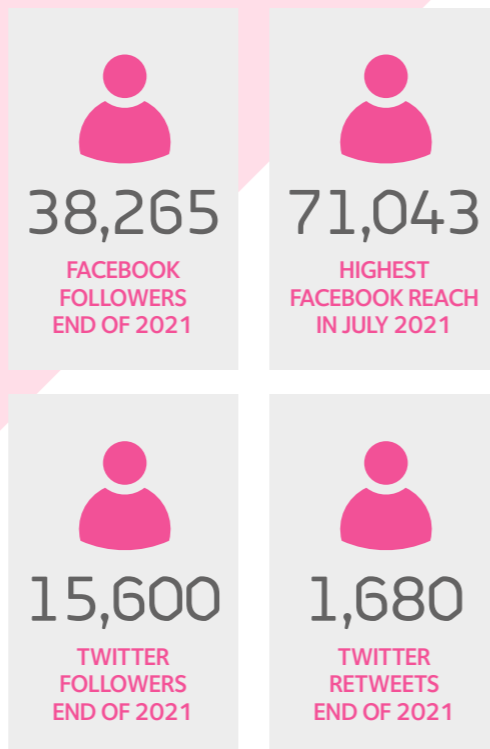 38,265
FACEBOOK
FOLLOWERS
END OF 2021
71,043
HIGHEST
FACEBOOK REACH
IN JULY 2021
15,600
TWITTER
FOLLOWERS
END OF 2021
1,680
TWITTER
RETWEETS
END OF 2021